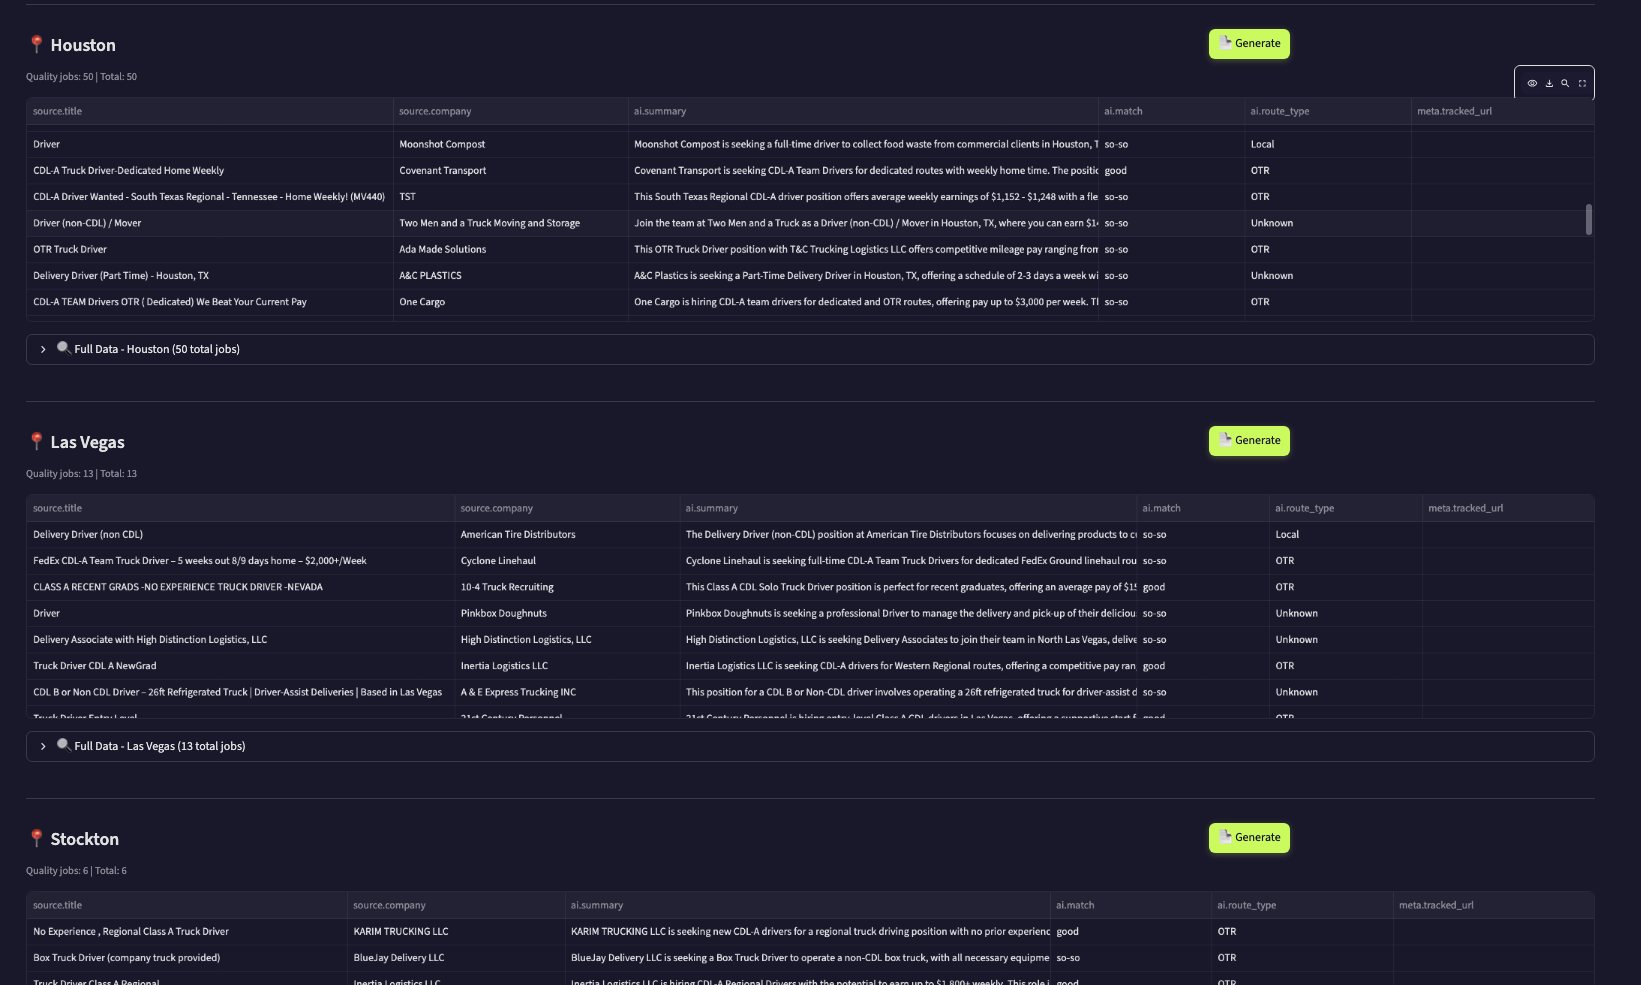 Houston
Generate
Quality jobs: 50 | Total: 50
source.title source.company ai.summary ai.match ai.route_type meta.tracked_url
Driver Moonshot Compost Moonshot Compost is seeking a full-time driver to collect food waste from commercial clients in Houston, T so-so Local
CDL-A Truck Driver-Dedicated Home Weekly Covenant Transport Covenant Transport is seeking CDL-A Team Drivers for dedicated routes with weekly home time. The positic good OTR
CDL-A Driver Wanted - South Texas Regional - Tennessee - Home Weekly! (MV440) TST This South Texas Regional CDL-A driver position offers average weekly earnings of $1,152 - $1,248 with a fle so-so OTR
Driver (non-CDL) / Mover Two Men and a Truck Moving and Storage Join the team at Two Men and a Truck as a Driver (non-CDL) / Mover in Houston, TX, where you can earn $1 so-so Unknown
OTR Truck Driver Ada Made Solutions This OTR Truck Driver position with T&C Trucking Logistics LLC offers competitive mileage pay ranging from so-so OTR
Delivery Driver (Part Time) - Houston, TX A&C PLASTICS A&C Plastics is seeking a Part-Time Delivery Driver in Houston, TX, offering a schedule of 2-3 days a week wi so-so Unknown
CDL-A TEAM Drivers OTR ( Dedicated) We Beat Your Current Pay One Cargo One Cargo is hiring CDL-A team drivers for dedicated and OTR routes, offering pay up to $3,000 per week. Tl so-so OTR
Full Data - Houston (50 total jobs)
Las Vegas
Generate
Quality jobs: 13 | Total: 13
source.title source.company ai.summary ai.match ai.route_type meta.tracked_url
Delivery Driver (non CDL) American Tire Distributors The Delivery Driver (non-CDL) position at American Tire Distributors focuses on delivering products to cu so-so Local
FedEx CDL-A Team Truck Driver – 5 weeks out 8/9 days home – $2,000+/Week Cyclone Linehaul Cyclone Linehaul is seeking full-time CDL-A Team Truck Drivers for dedicated FedEx Ground linehaul rou so-so OTR
CLASS A RECENT GRADS -NO EXPERIENCE TRUCK DRIVER -NEVADA 10-4 Truck Recruiting This Class A CDL Solo Truck Driver position is perfect for recent graduates, offering an average pay of $15 good OTR
Driver Pinkbox Doughnuts Pinkbox Doughnuts is seeking a professional Driver to manage the delivery and pick-up of their deliciou so-so Unknown
Delivery Associate with High Distinction Logistics, LLC High Distinction Logistics, LLC High Distinction Logistics, LLC is seeking Delivery Associates to join their team in North Las Vegas, delive so-so Unknown
Truck Driver CDL A NewGrad Inertia Logistics LLC Inertia Logistics LLC is seeking CDL-A drivers for Western Regional routes, offering a competitive pay ran good OTR
CDL B or Non CDL Driver – 26ft Refrigerated Truck | Driver-Assist Deliveries | Based in Las Vegas A & E Express Trucking INC This position for a CDL B or Non-CDL driver involves operating a 26ft refrigerated truck for driver-assist d so-so Unknown
Truck Driver Entry Level 21st Century Personnel 21st Century Personnel is hiring entry-level Class A CDL drivers in Las Vegas, offering a supportive start f good OTR
Full Data - Las Vegas (13 total jobs)
Stockton
Generate
Quality jobs: 6 | Total: 6
source.title source.company ai.summary ai.match ai.route_type meta.tracked_url
No Experience , Regional Class A Truck Driver KARIM TRUCKING LLC KARIM TRUCKING LLC is seeking new CDL-A drivers for a regional truck driving position with no prior experienc good OTR
Box Truck Driver (company truck provided) BlueJay Delivery LLC BlueJay Delivery LLC is seeking a Box Truck Driver to operate a non-CDL box truck, with all necessary equipme so-so OTR
Truck Driver Class A Regional Inertia Logistics LLC Inertia Logistics LLC is hiring CDL-A Regional Drivers with the potential to earn up to $1,800+ weekly. This role i good OTR